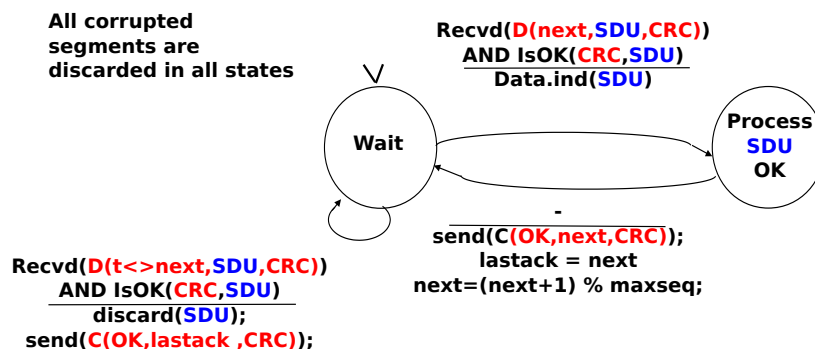 All corrupted
segments are
discarded in all states
Recvd(D(next,SDU,CRC))
AND IsOK(CRC,SDU)
Data.ind(SDU)
Wait
Process
SDU
OK
-
send(C(OK,next,CRC));
lastack = next
next=(next+1) % maxseq;
Recvd(D(t<>next,SDU,CRC))
AND IsOK(CRC,SDU)
discard(SDU);
send(C(OK,lastack ,CRC));